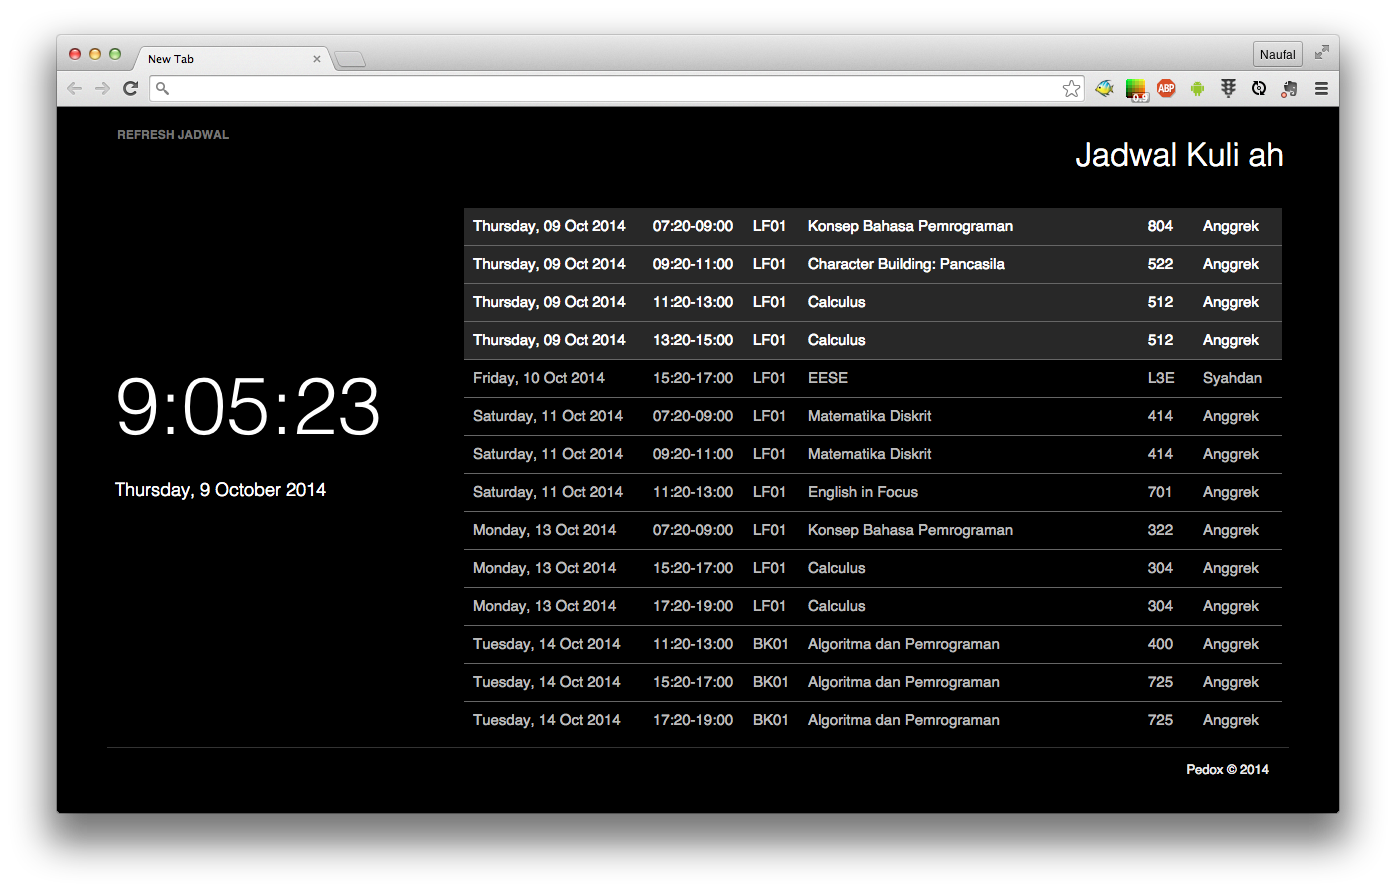 New Tab
Naufal
0.9
ABP
REFRESH JADWAL
Jadwal Kuli ah
Thursday, 09 Oct 2014 07:20-09:00 LF01 Konsep Bahasa Pemrograman 804 Anggrek
Thursday, 09 Oct 2014 09:20-11:00 LF01 Character Building: Pancasila 522 Anggrek
Thursday, 09 Oct 2014 11:20-13:00 LF01 Calculus 512 Anggrek
Thursday, 09 Oct 2014 13:20-15:00 LF01 Calculus 512 Anggrek
Friday, 10 Oct 2014 15:20-17:00 LF01 EESE L3E Syahdan
Saturday, 11 Oct 2014 07:20-09:00 LF01 Matematika Diskrit 414 Anggrek
Saturday, 11 Oct 2014 09:20-11:00 LF01 Matematika Diskrit 414 Anggrek
Saturday, 11 Oct 2014 11:20-13:00 LF01 English in Focus 701 Anggrek
Monday, 13 Oct 2014 07:20-09:00 LF01 Konsep Bahasa Pemrograman 322 Anggrek
Monday, 13 Oct 2014 15:20-17:00 LF01 Calculus 304 Anggrek
Monday, 13 Oct 2014 17:20-19:00 LF01 Calculus 304 Anggrek
Tuesday, 14 Oct 2014 11:20-13:00 BK01 Algoritma dan Pemrograman 400 Anggrek
Tuesday, 14 Oct 2014 15:20-17:00 BK01 Algoritma dan Pemrograman 725 Anggrek
Tuesday, 14 Oct 2014 17:20-19:00 BK01 Algoritma dan Pemrograman 725 Anggrek
9:05:23
Thursday, 9 October 2014
Pedox © 2014